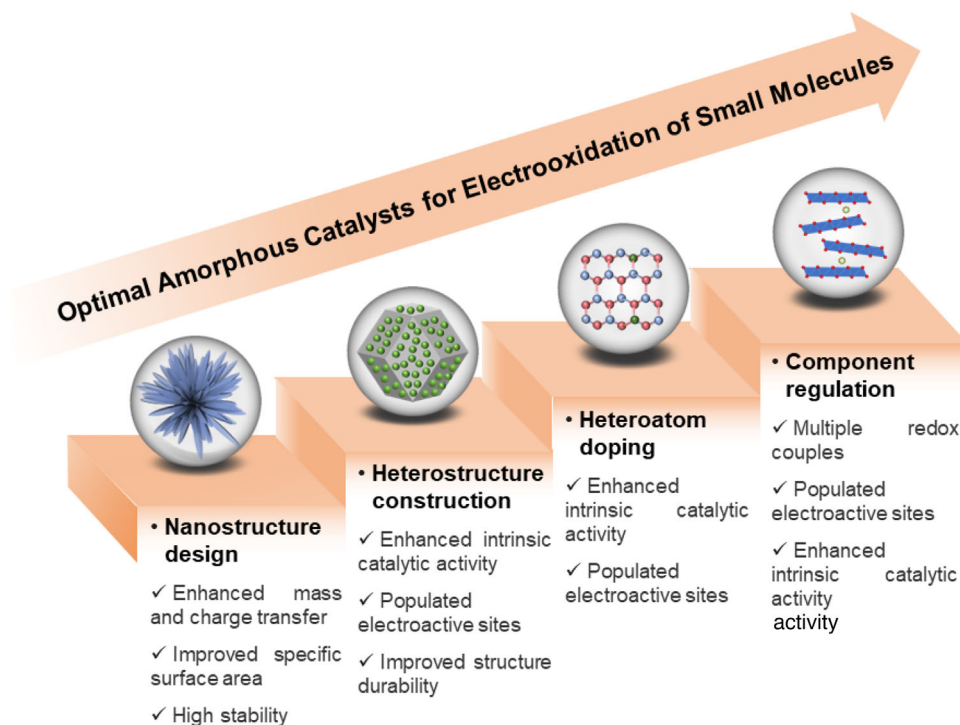 Optimal Amorphous Catalysts for Electrooxidation of Small Molecules
• Nanostructure
design
✓ Enhanced mass
and charge transfer
✓ Improved specific
surface area
✓ High stability
• Heterostructure
construction
✓ Enhanced intrinsic
catalytic activity
✓ Populated
electroactive sites
✓ Improved structure
durability
• Heteroatom
doping
✓ Enhanced
intrinsic catalytic
activity
✓ Populated
electroactive sites
• Component
regulation
✓ Multiple redox
couples
✓ Populated
electroactive sites
✓ Enhanced
intrinsic catalytic
activity
activity